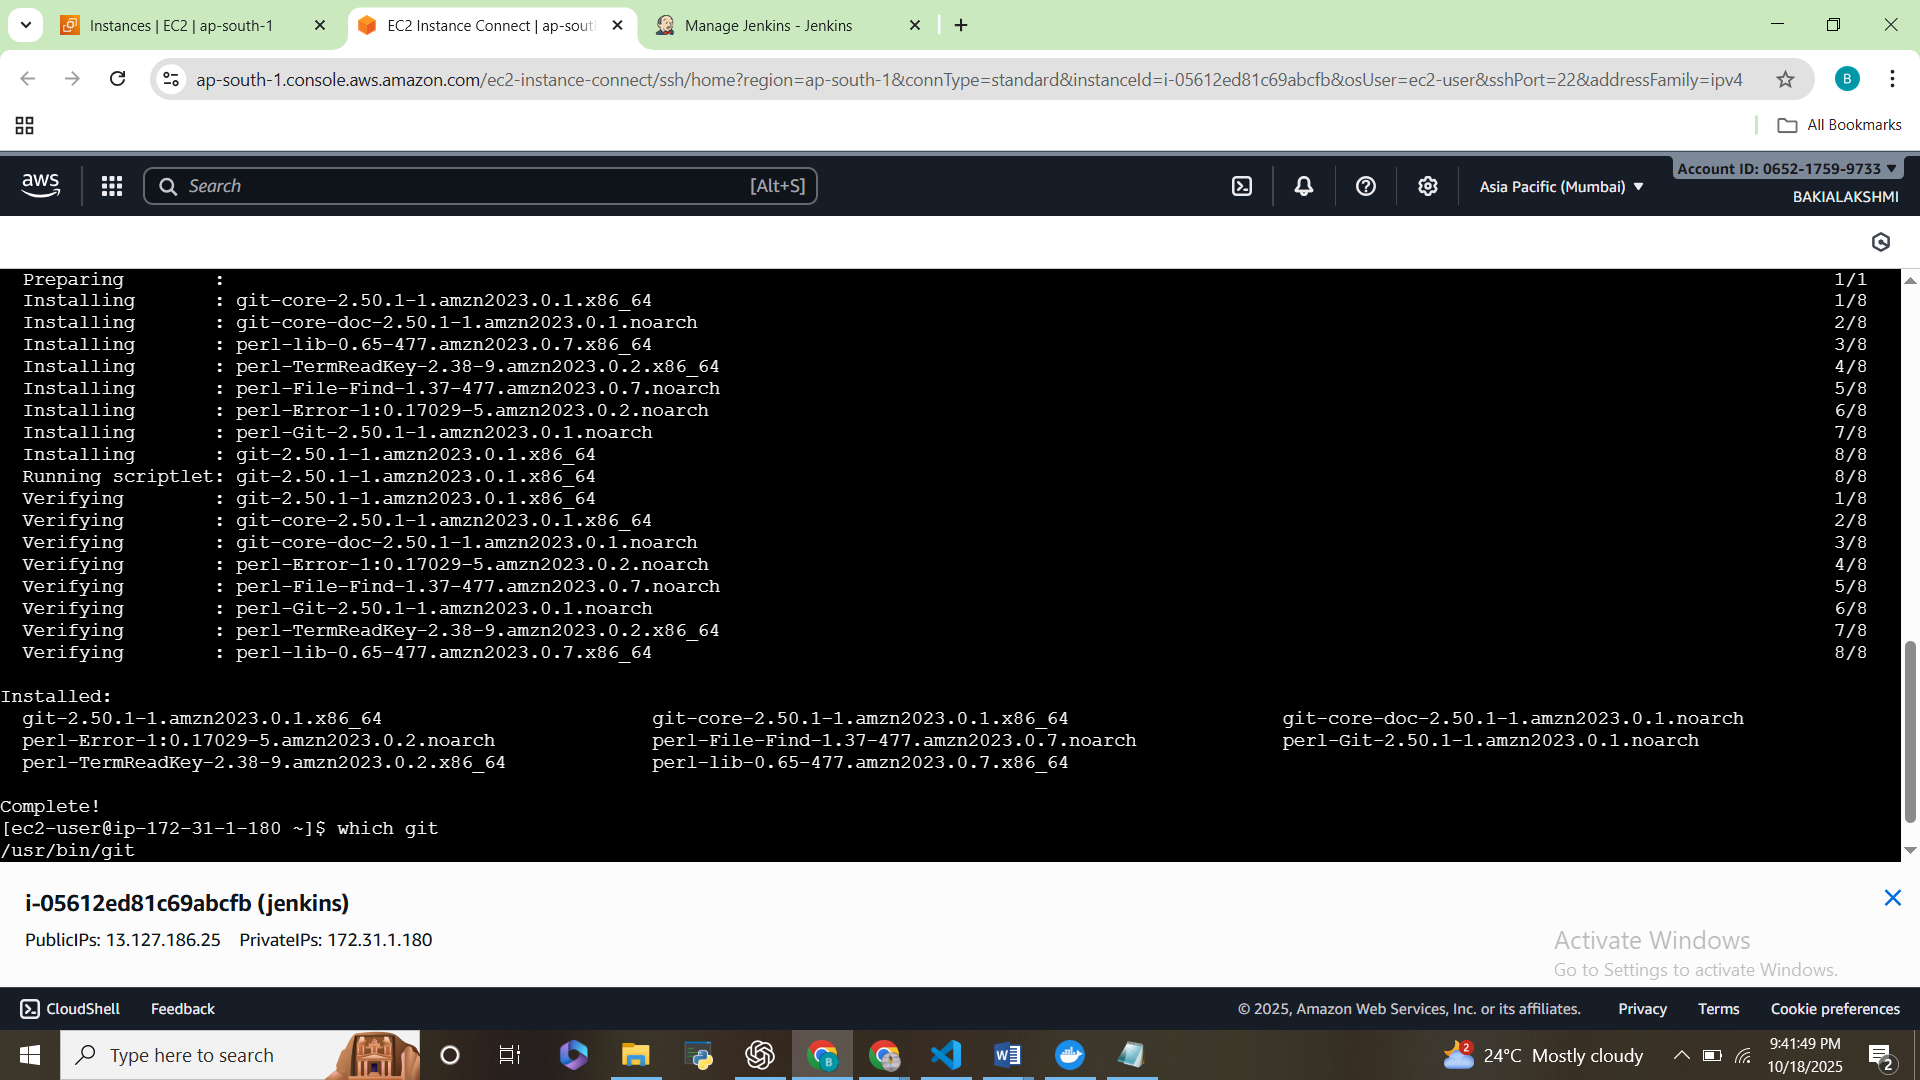 Instances | EC2 | ap-south-1
EC2 Instance Connect | ap-sout
Manage Jenkins - Jenkins
ap-south-1.console.aws.amazon.com/ec2-instance-connect/ssh/home?region=ap-south-1&connType=standard&instanceId=i-05612ed81c69abcfb&osUser=ec2-user&sshPort=22&addressFamily=ipv4
B
All Bookmarks
aws
Search
[Alt+S]
Asia Pacific (Mumbai)
Account ID: 0652-1759-9733
BAKIALAKSHMI
Preparing : 1/1
Installing : git-core-2.50.1-1.amzn2023.0.1.x86_64 1/8
Installing : git-core-doc-2.50.1-1.amzn2023.0.1.noarch 2/8
Installing : perl-lib-0.65-477.amzn2023.0.7.x86_64 3/8
Installing : perl-TermReadKey-2.38-9.amzn2023.0.2.x86_64 4/8
Installing : perl-File-Find-1.37-477.amzn2023.0.7.noarch 5/8
Installing : perl-Error-1:0.17029-5.amzn2023.0.2.noarch 6/8
Installing : perl-Git-2.50.1-1.amzn2023.0.1.noarch 7/8
Installing : git-2.50.1-1.amzn2023.0.1.x86_64 8/8
Running scriptlet: git-2.50.1-1.amzn2023.0.1.x86_64 8/8
Verifying : git-2.50.1-1.amzn2023.0.1.x86_64 1/8
Verifying : git-core-2.50.1-1.amzn2023.0.1.x86_64 2/8
Verifying : git-core-doc-2.50.1-1.amzn2023.0.1.noarch 3/8
Verifying : perl-Error-1:0.17029-5.amzn2023.0.2.noarch 4/8
Verifying : perl-File-Find-1.37-477.amzn2023.0.7.noarch 5/8
Verifying : perl-Git-2.50.1-1.amzn2023.0.1.noarch 6/8
Verifying : perl-TermReadKey-2.38-9.amzn2023.0.2.x86_64 7/8
Verifying : perl-lib-0.65-477.amzn2023.0.7.x86_64 8/8
Installed:
git-2.50.1-1.amzn2023.0.1.x86_64 git-core-2.50.1-1.amzn2023.0.1.x86_64 git-core-doc-2.50.1-1.amzn2023.0.1.noarch
perl-Error-1:0.17029-5.amzn2023.0.2.noarch perl-File-Find-1.37-477.amzn2023.0.7.noarch perl-Git-2.50.1-1.amzn2023.0.1.noarch
perl-TermReadKey-2.38-9.amzn2023.0.2.x86_64 perl-lib-0.65-477.amzn2023.0.7.x86_64
Complete!
[ec2-user@ip-172-31-1-180 ~]$ which git
/usr/bin/git
i-05612ed81c69abcfb (jenkins)
PublicIPs: 13.127.186.25 PrivateIPs: 172.31.1.180
Activate Windows
Go to Settings to activate Windows.
CloudShell
Feedback
© 2025, Amazon Web Services, Inc. or its affiliates.
Privacy
Terms
Cookie preferences
Type here to search
B
2
24°C Mostly cloudy
9:41:49 PM
10/18/2025
2